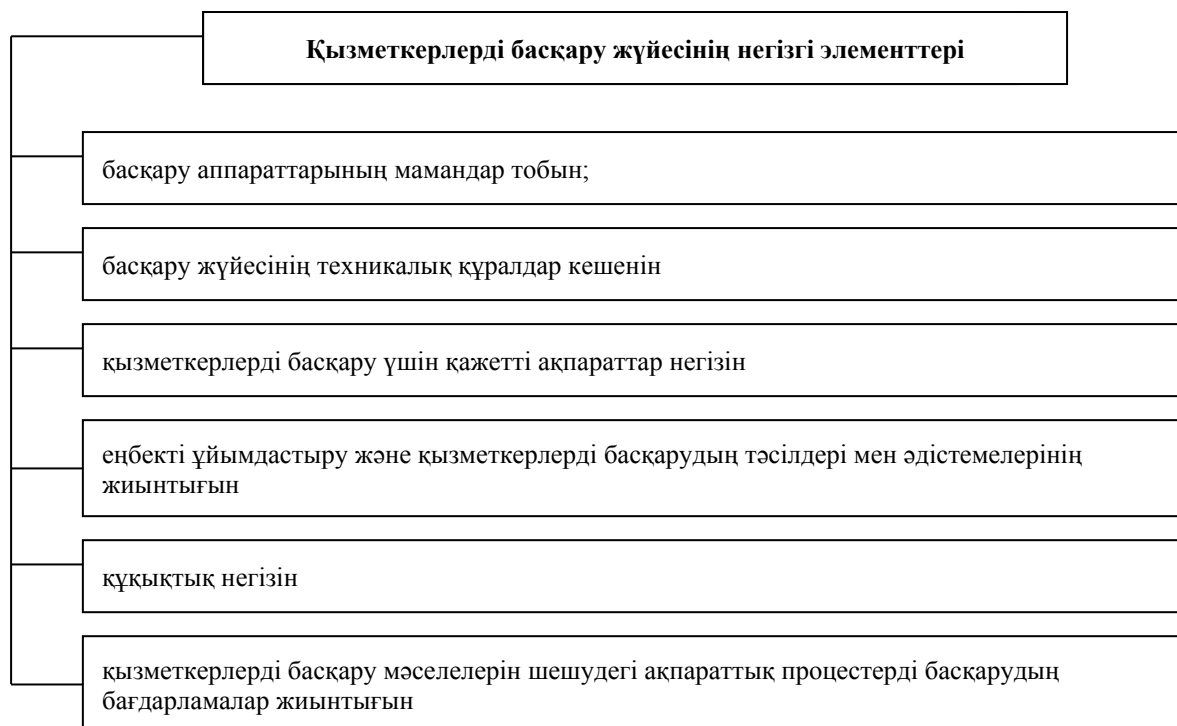 Қызметкерлерді басқару жүйесінің негізгі элементтері
басқару аппараттарының мамандар тобын;
басқару жүйесінің техникалық құралдар кешенін
қызметкерлерді басқару үшін қажетті ақпараттар негізін
еңбекті ұйымдастыру және қызметкерлерді басқарудың тәсілдері мен әдістемелерінің
жиынтығын
құқықтық негізін
қызметкерлерді басқару мәселелерін шешудегі ақпараттық процестерді басқарудың
бағдарламалар жиынтығын